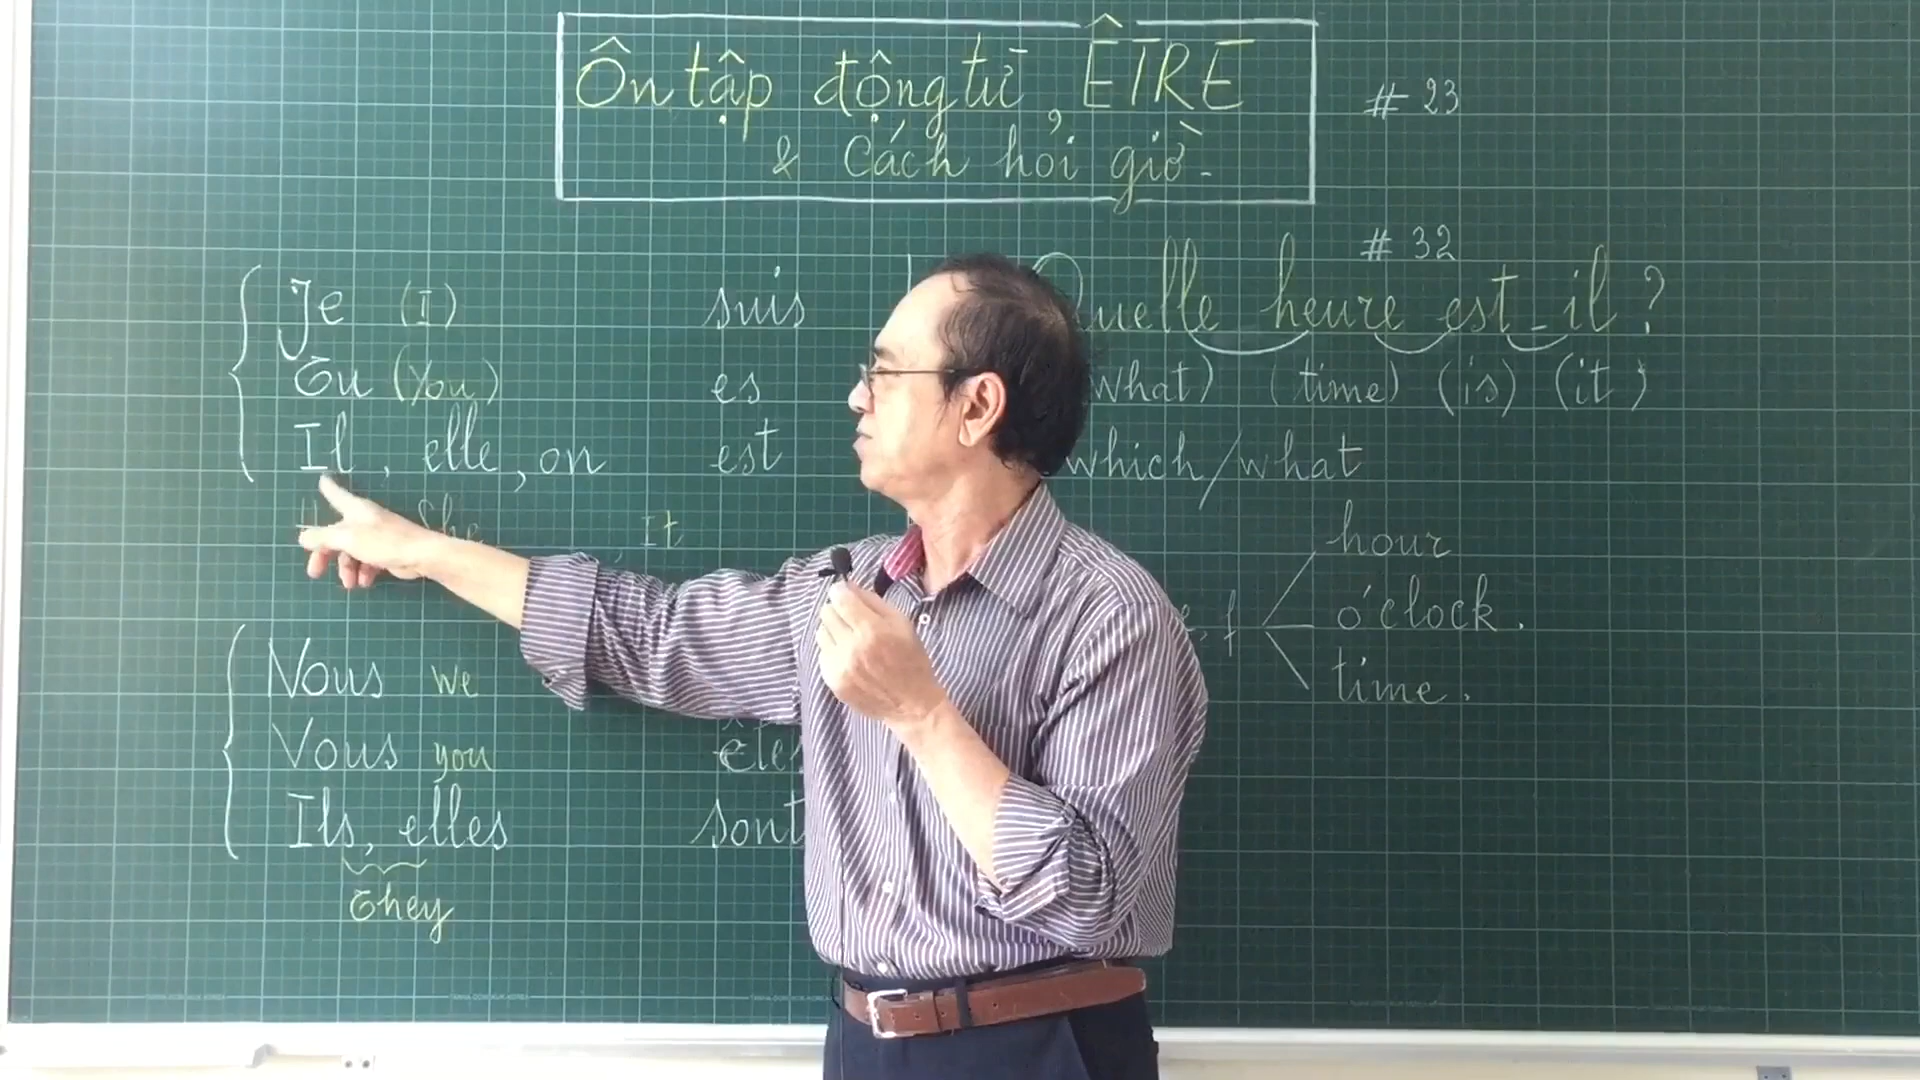 Ôn tập động từ ÊTRE
& Cách hỏi giờ.
# 23
Je (I) suis
Tu (You) es
Il, elle, on est
She, It
Nous we
Vous you êtes
Ils, elles sont
They
# 32
Quelle heure est-il ?
(what) (time) (is) (it)
which/what
hour
o'clock.
time.